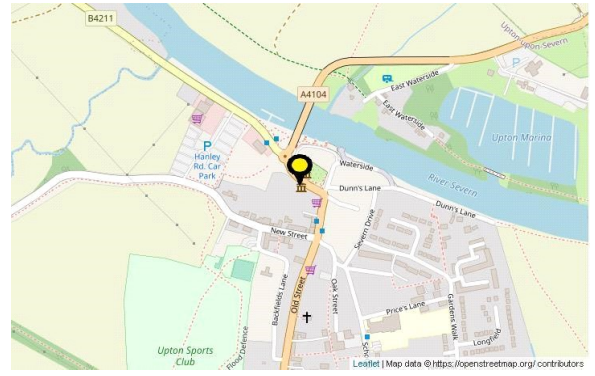 B4211
Upton upon-Severn
P
A4104
East Waterside
East Waterside
Upton Marina
P
Hanley
Rd. Car
Park
Waterside
River Severn
Dunn's Lane
Dunn's Lane
New Street
Severn Drive
Backfields Lane
Old Street
Oak Street
Price's Lane
Gardens Walk
Longfield
Upton Sports
Club
Flood Defence
Leaflet | Map data © https://openstreetmap.org/ contributors